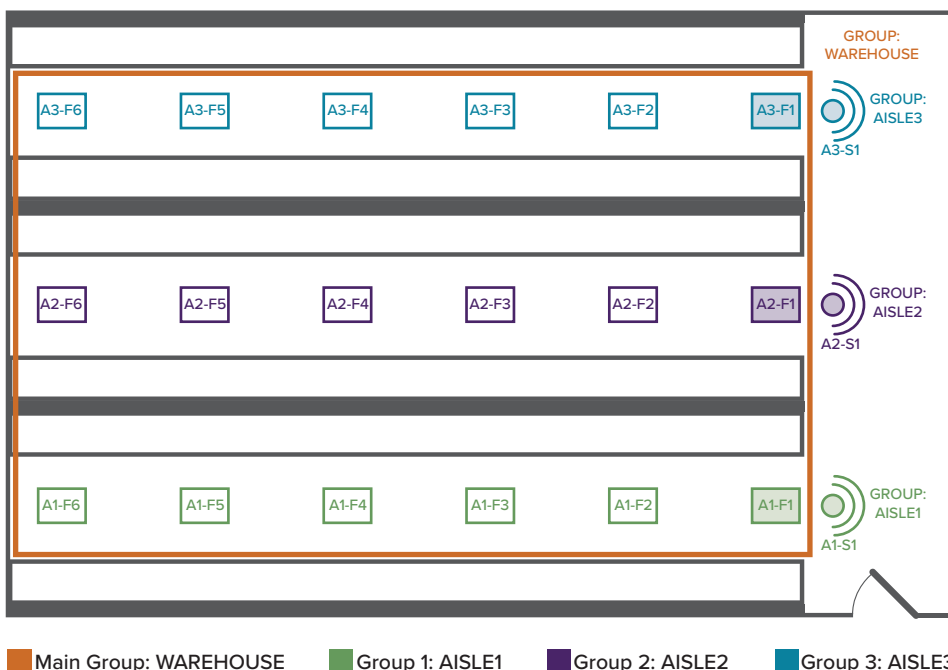 GROUP:
WAREHOUSE
A3-F6 A3-F5 A3-F4 A3-F3 A3-F2 A3-F1
GROUP:
AISLE3
A3-S1
A2-F6 A2-F5 A2-F4 A2-F3 A2-F2 A2-F1
GROUP:
AISLE2
A2-S1
A1-F6 A1-F5 A1-F4 A1-F3 A1-F2 A1-F1
GROUP:
AISLE1
A1-S1
Main Group: WAREHOUSE Group 1: AISLE1 Group 2: AISLE2 Group 3: AISLE3